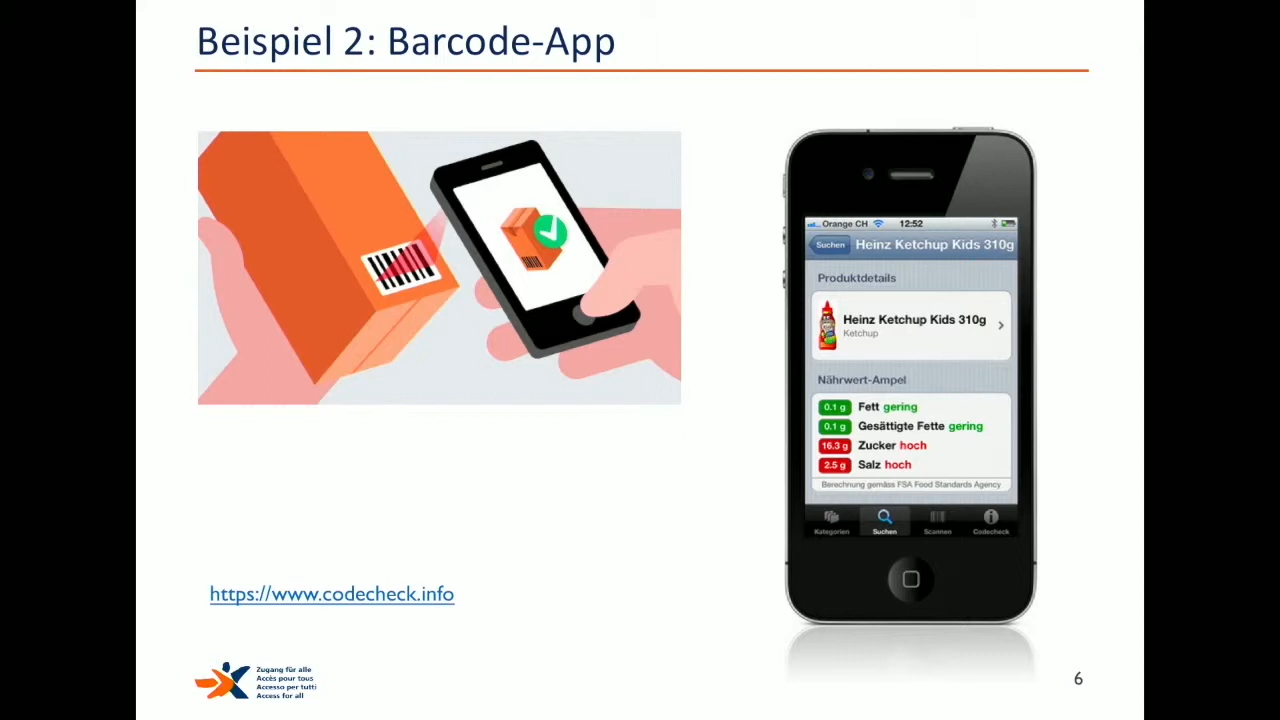 Beispiel 2: Barcode-App
Orange CH 12:52
Suchen Heinz Ketchup Kids 310g
Produktdetails
Heinz Ketchup Kids 310g
Ketchup
Nährwert-Ampel
0.1 g Fett gering
0.1 g Gesättigte Fette gering
16.3 g Zucker hoch
2.5 g Salz hoch
Berechnung gemäss FSA Food Standards Agency
Kategorien Suchen Scannen Codecheck
https://www.codecheck.info
Zugang für alle
Accès pour tous
Accesso per tutti
Access for all
6